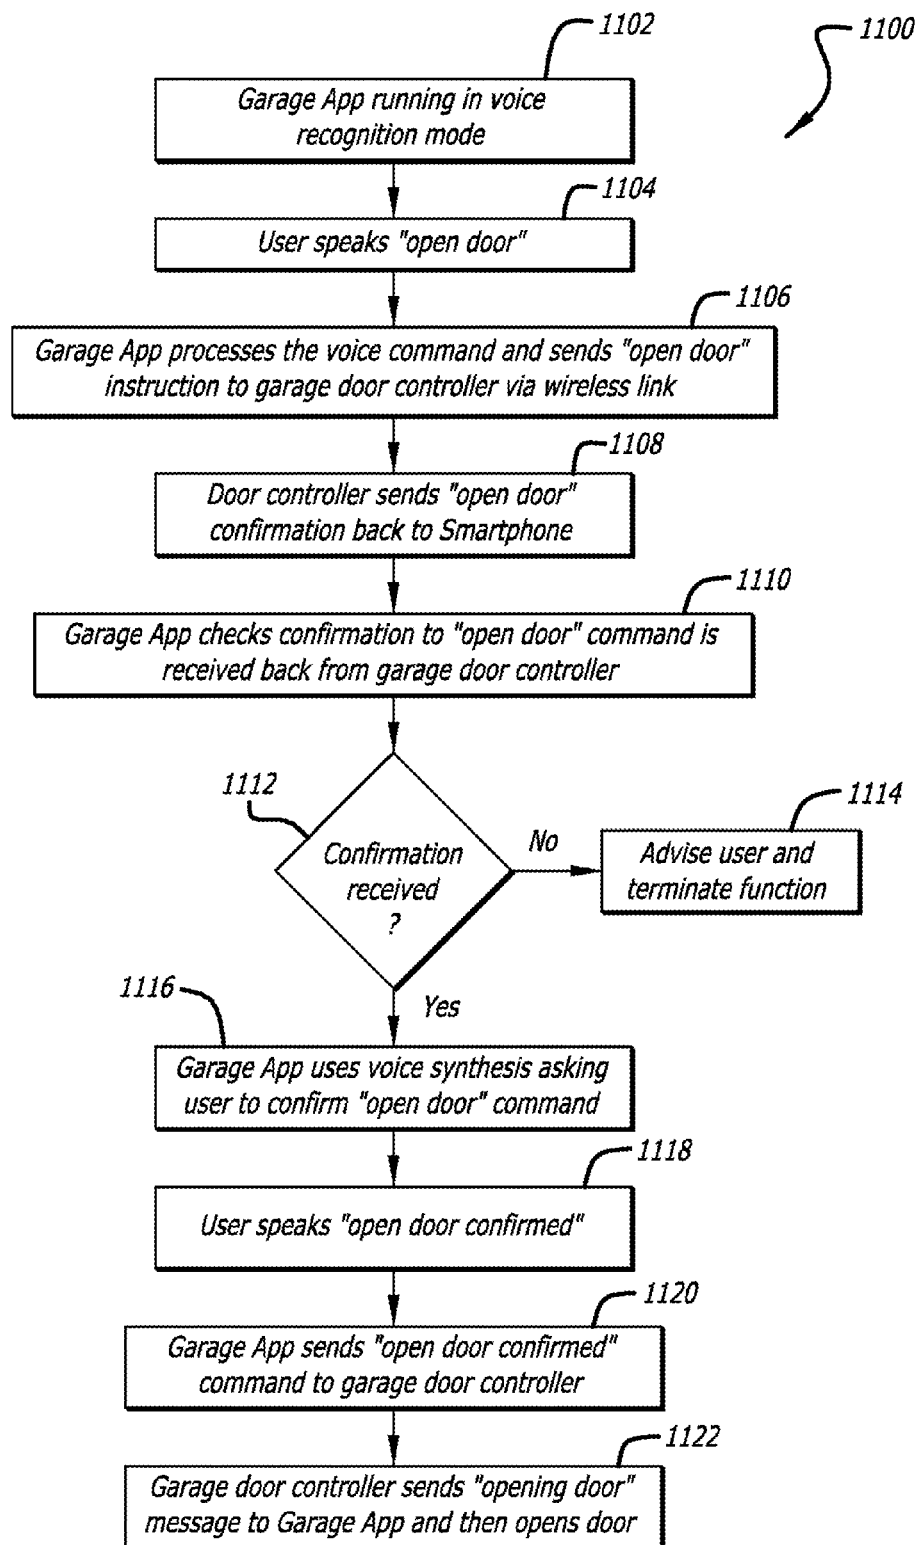 1100
1102
Garage App running in voice
recognition mode
1104
User speaks "open door"
1106
Garage App processes the voice command and sends "open door"
instruction to garage door controller via wireless link
1108
Door controller sends "open door"
confirmation back to Smartphone
1110
Garage App checks confirmation to "open door" command is
received back from garage door controller
1112
Confirmation
received
?
No
1114
Advise user and
terminate function
Yes
1116
Garage App uses voice synthesis asking
user to confirm "open door" command
1118
User speaks "open door confirmed"
1120
Garage App sends "open door confirmed"
command to garage door controller
1122
Garage door controller sends "opening door"
message to Garage App and then opens door